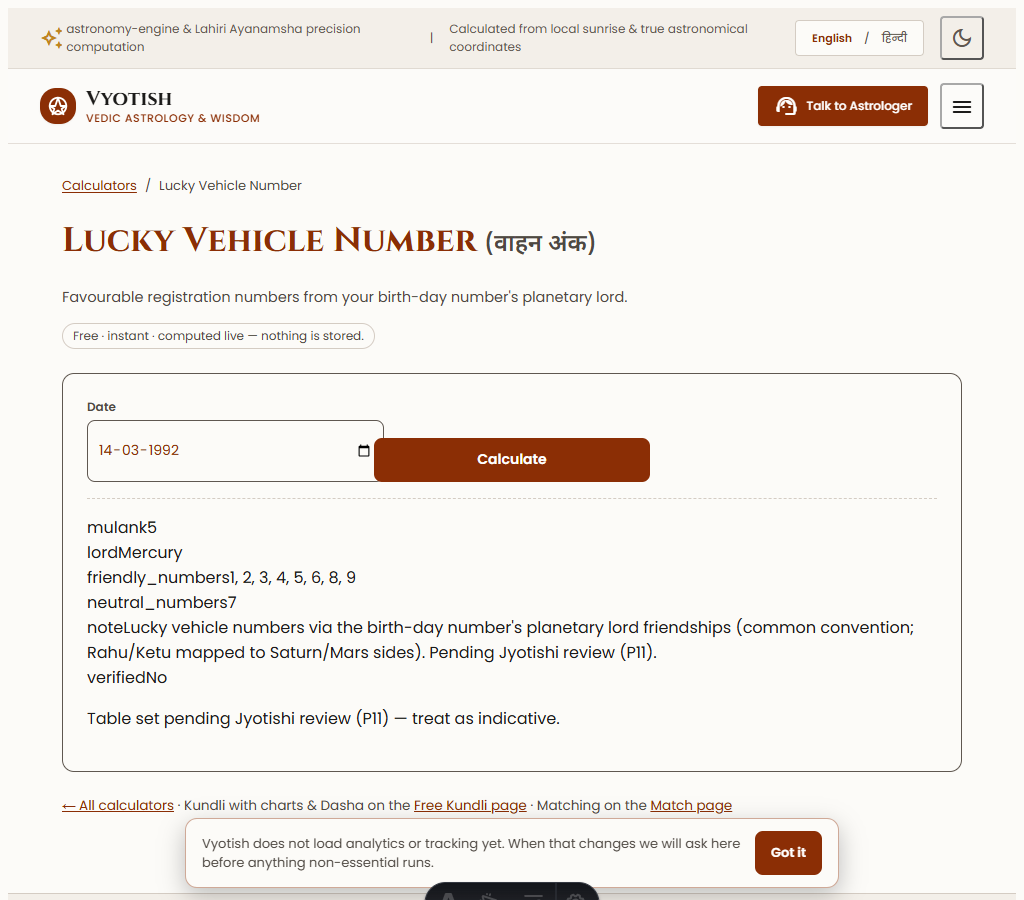 astronomy-engine & Lahiri Ayanamsha precision
computation
|
Calculated from local sunrise & true astronomical
coordinates
English / हिन्दी
Vyotish
VEDIC ASTROLOGY & WISDOM
Talk to Astrologer
Calculators / Lucky Vehicle Number
Lucky Vehicle Number (वाहन अंक)
Favourable registration numbers from your birth-day number's planetary lord.
Free · instant · computed live — nothing is stored.
Date
14-03-1992
Calculate
mulank5
lordMercury
friendly_numbers1, 2, 3, 4, 5, 6, 8, 9
neutral_numbers7
noteLucky vehicle numbers via the birth-day number's planetary lord friendships (common convention;
Rahu/Ketu mapped to Saturn/Mars sides). Pending Jyotishi review (P11).
verifiedNo
Table set pending Jyotishi review (P11) — treat as indicative.
← All calculators · Kundli with charts & Dasha on the Free Kundli page · Matching on the Match page
Vyotish does not load analytics or tracking yet. When that changes we will ask here
before anything non-essential runs.
Got it